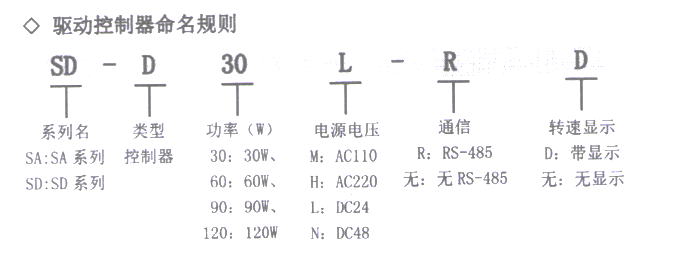 ◇ 驱动控制器命名规则
SD - D 30 L - R D
系列名 类型 功率（W） 电源电压 通信 转速显示
SA:SA 系列 控制器 30：30W、 M：AC110 R：RS-485 D：带显示
SD:SD 系列 60：60W、 H：AC220 无：无 RS-485 无：无显示
90：90W、 L：DC24
120：120W N：DC48